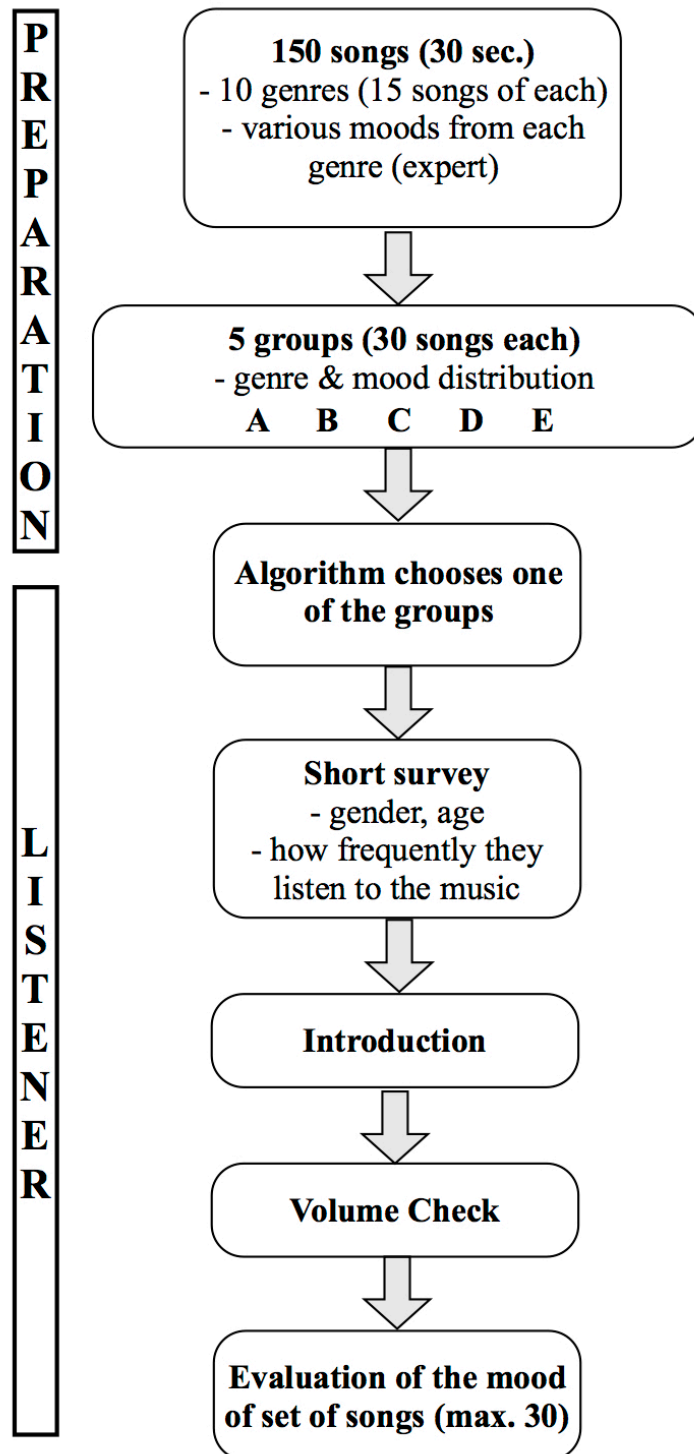 PREPARATION
150 songs (30 sec.)
- 10 genres (15 songs of each)
- various moods from each
genre (expert)
5 groups (30 songs each)
- genre & mood distribution
A B C D E
LISTENER
Algorithm chooses one
of the groups
Short survey
- gender, age
- how frequently they
listen to the music
Introduction
Volume Check
Evaluation of the mood
of set of songs (max. 30)